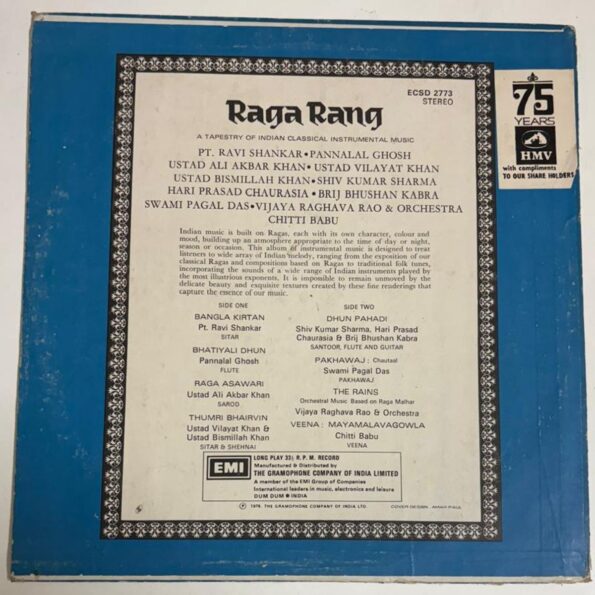 75
YEARS
HMV
with compliments
TO OUR SHARE HOLDERS
ECSD 2773
STEREO
Raga Rang
A TAPESTRY OF INDIAN CLASSICAL INSTRUMENTAL MUSIC
PT. RAVI SHANKAR • PANNALAL GHOSH
USTAD ALI AKBAR KHAN • USTAD VILAYAT KHAN
USTAD BISMILLAH KHAN • SHIV KUMAR SHARMA
HARI PRASAD CHAURASIA • BRIJ BHUSHAN KABRA
SWAMI PAGAL DAS • VIJAYA RAGHAVA RAO & ORCHESTRA
CHITTI BABU
Indian music is built on Ragas, each with its own character, colour and
mood, building up an atmosphere appropriate to the time of day or night,
season or occasion. This album of instrumental music is designed to treat
listeners to wide array of Indian melody, ranging from the exposition of our
classical Ragas and compositions based on Ragas to traditional folk tunes,
incorporating the sounds of a wide range of Indian instruments played by
the most illustrious exponents. It is impossible to remain unmoved by the
delicate beauty and exquisite textures created by these fine renderings that
capture the essence of our music.
SIDE ONE
BANGLA KIRTAN
Pt. Ravi Shankar
SITAR
BHATIYALI DHUN
Pannalal Ghosh
FLUTE
RAGA ASAWARI
Ustad Ali Akbar Khan
SAROD
THUMRI BHAIRVIN
Ustad Vilayat Khan &
Ustad Bismillah Khan
SITAR & SHEHNAI
SIDE TWO
DHUN PAHADI
Shiv Kumar Sharma, Hari Prasad
Chaurasia & Brij Bhushan Kabra
SANTOOR, FLUTE AND GUITAR
PAKHAWAJ : Chautaal
Swami Pagal Das
PAKHAWAJ
THE RAINS
Orchestral Music Based on Raga Malhar
Vijaya Raghava Rao & Orchestra
VEENA : MAYAMALAVAGOWLA
Chitti Babu
VEENA
EMI
LONG PLAY 33⅓ R. P. M. RECORD
Manufactured & Distributed by
THE GRAMOPHONE COMPANY OF INDIA LIMITED
A member of the EMI Group of Companies
International leaders in music, electronics and leisure
DUM DUM • INDIA
Ⓟ 1976, THE GRAMOPHONE COMPANY OF INDIA LTD.
COVER DESIGN : AMAR PAUL